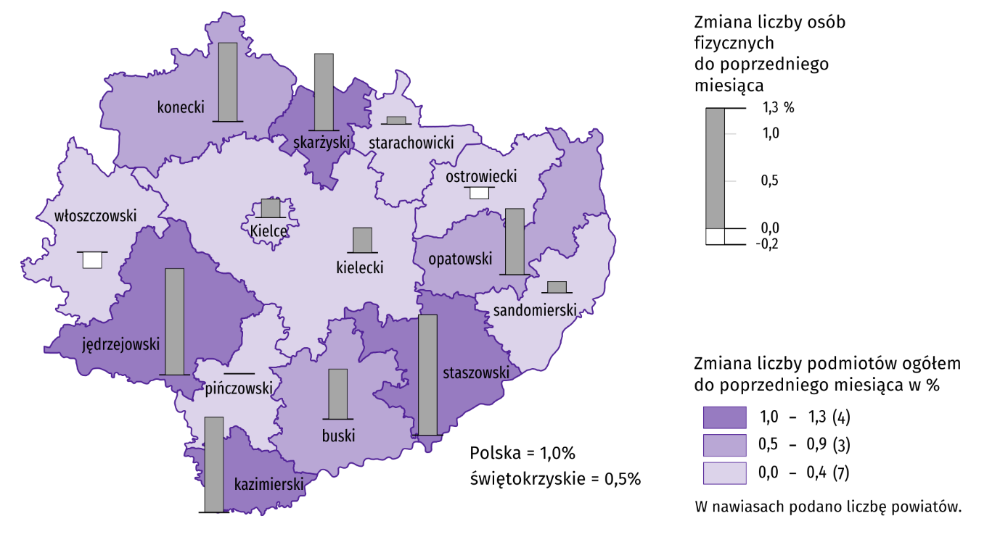 Zmiana liczby osób
fizycznych
do poprzedniego
miesiąca
1,3 %
1,0
0,5
0,0
-0,2
konecki
skarżyski
starachowicki
ostrowiecki
włoszczowski
Kielce
kielecki
opatowski
sandomierski
jędrzejowski
staszowski
pińczowski
buski
kazimierski
Polska = 1,0%
świętokrzyskie = 0,5%
Zmiana liczby podmiotów ogółem
do poprzedniego miesiąca w %
1,0 – 1,3 (4)
0,5 – 0,9 (3)
0,0 – 0,4 (7)
W nawiasach podano liczbę powiatów.